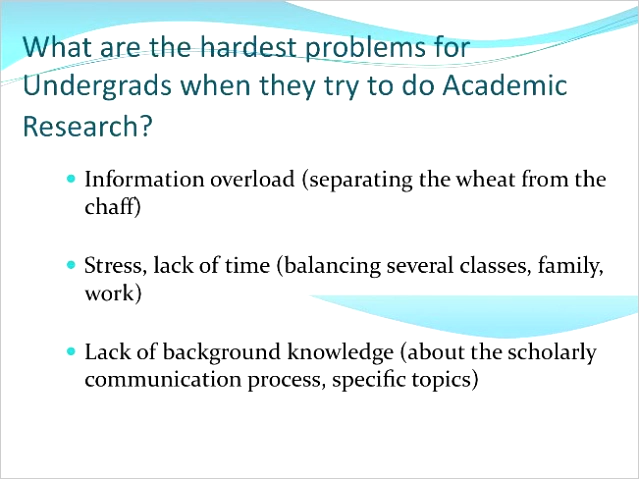 What are the hardest problems for
Undergrads when they try to do Academic
Research?
• Information overload (separating the wheat from the
chaff)
• Stress, lack of time (balancing several classes, family,
work)
• Lack of background knowledge (about the scholarly
communication process, specific topics)